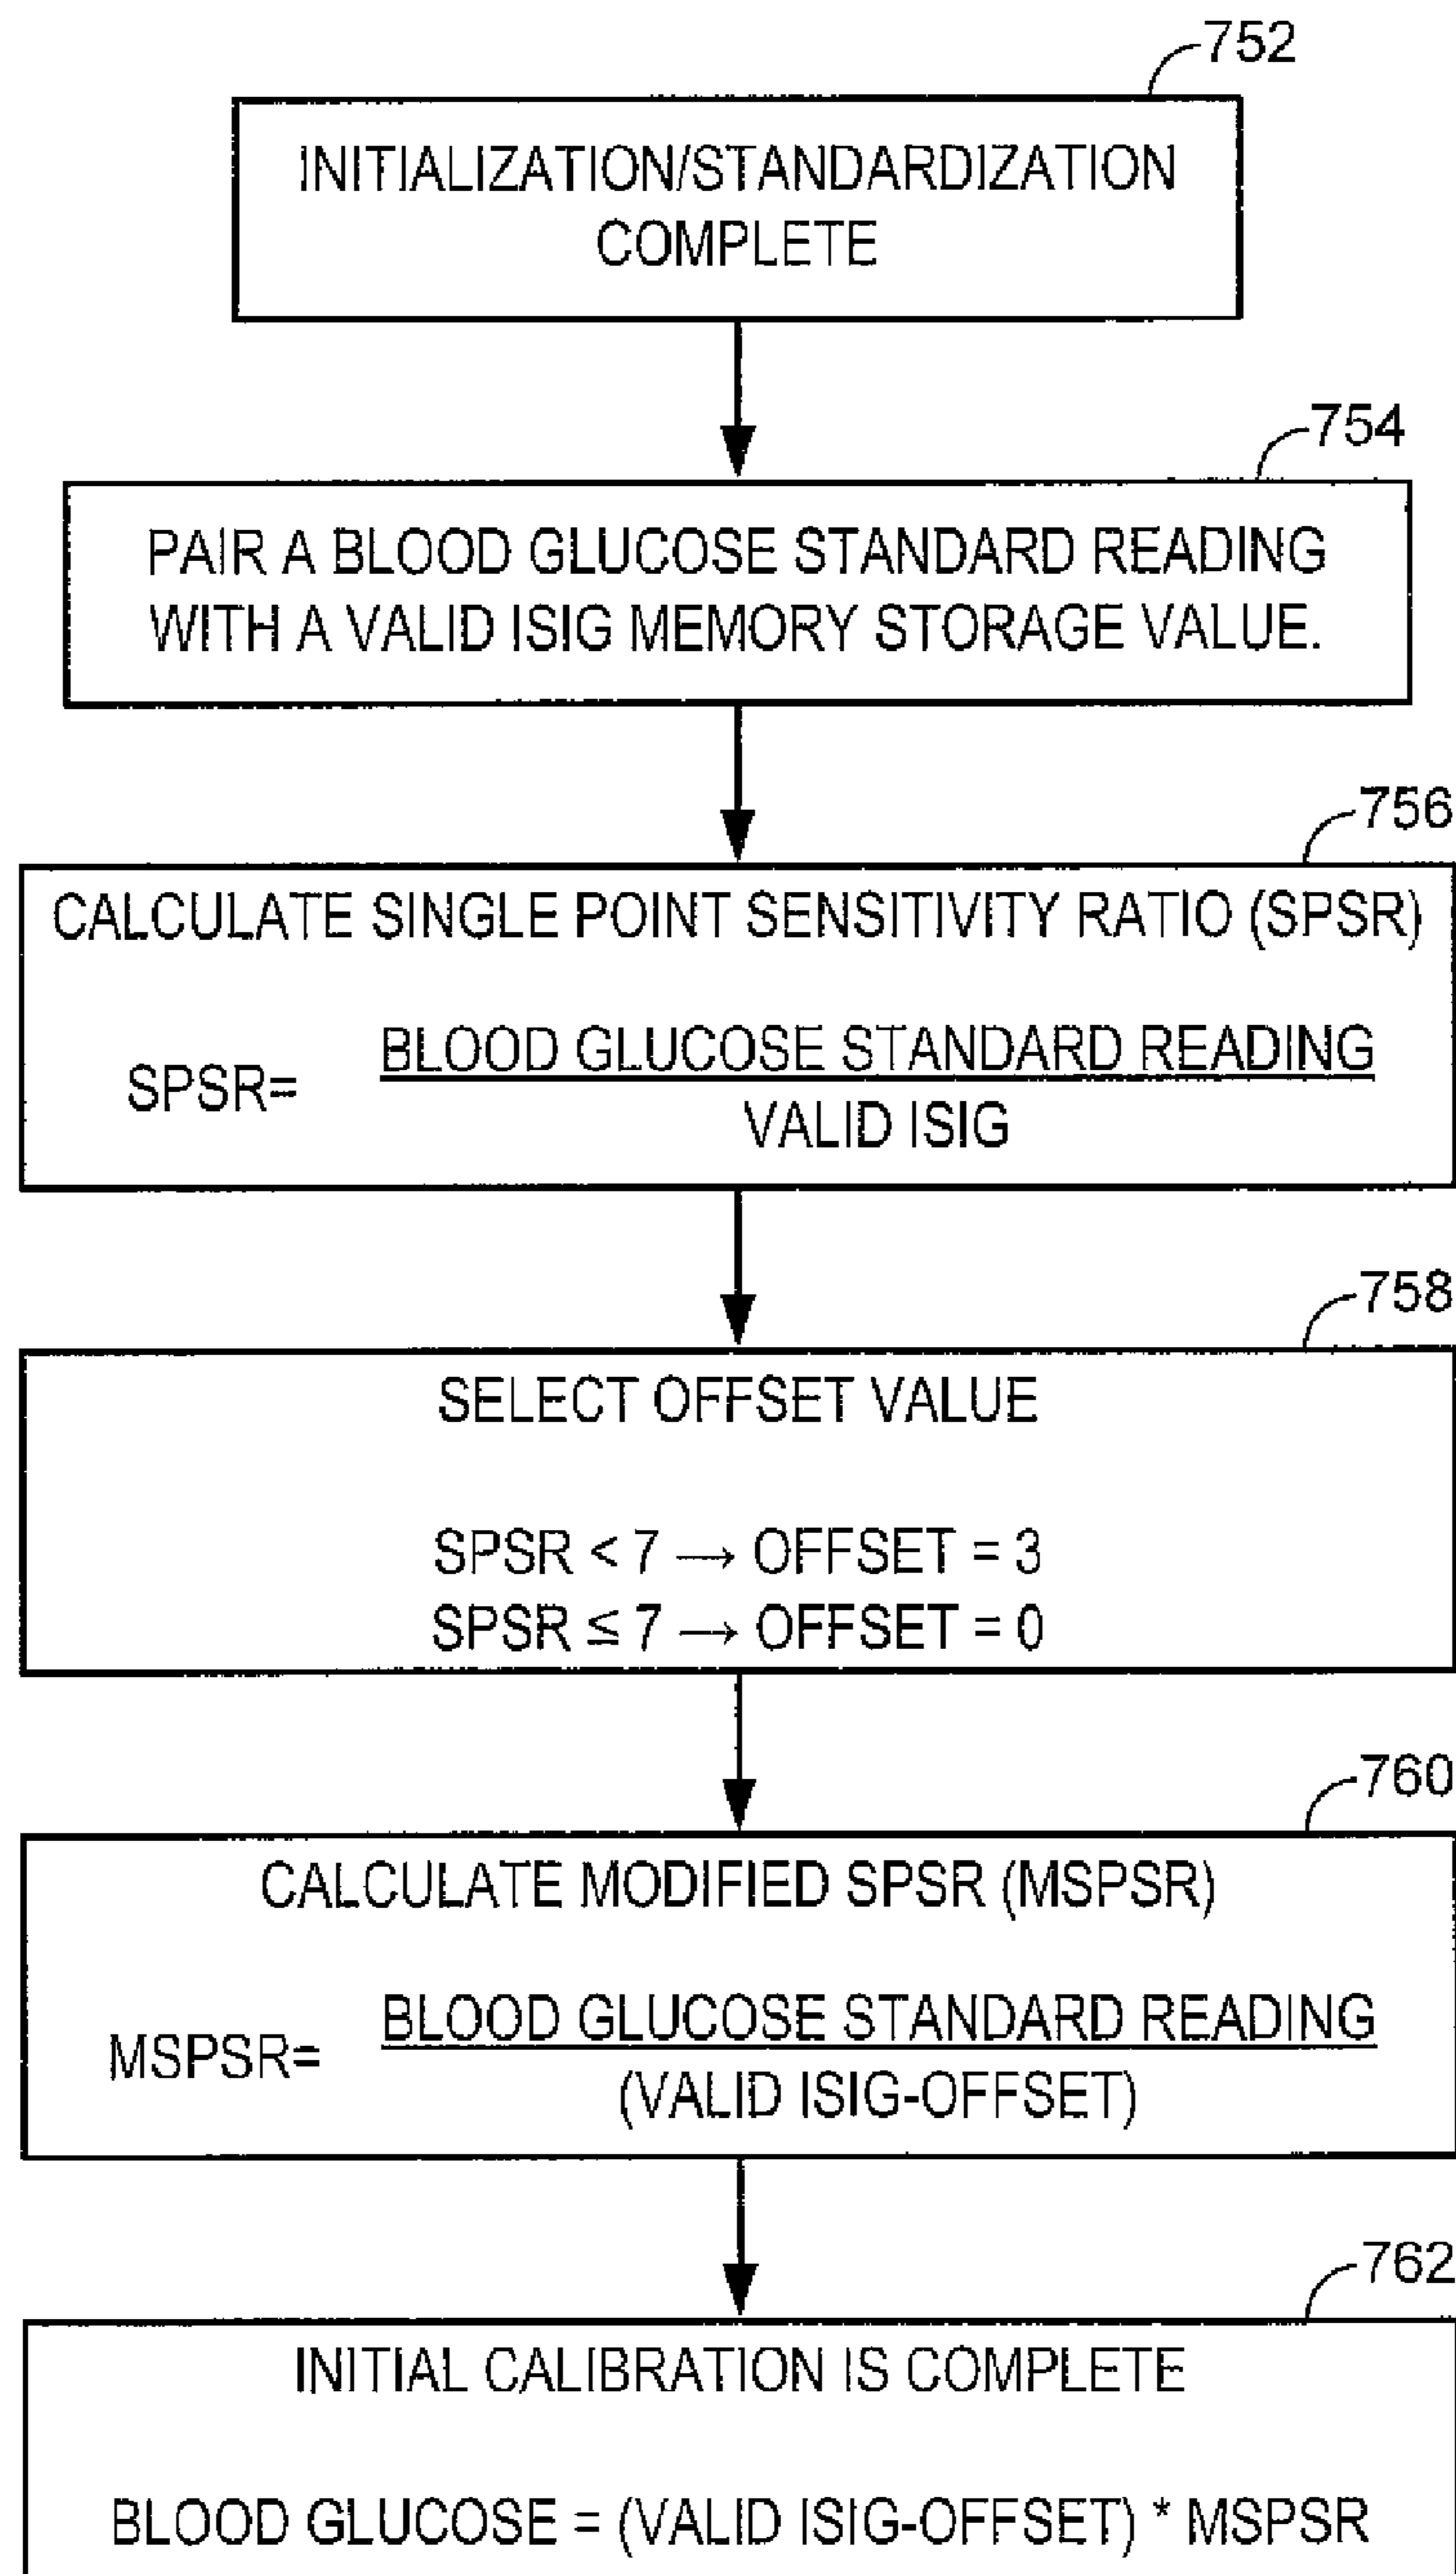 752
INITIALIZATION/STANDARDIZATION
COMPLETE
754
PAIR A BLOOD GLUCOSE STANDARD READING
WITH A VALID ISIG MEMORY STORAGE VALUE.
756
CALCULATE SINGLE POINT SENSITIVITY RATIO (SPSR)
BLOOD GLUCOSE STANDARD READING
SPSR=
VALID ISIG
758
SELECT OFFSET VALUE
SPSR < 7 → OFFSET = 3
SPSR ≤ 7 → OFFSET = 0
760
CALCULATE MODIFIED SPSR (MSPSR)
BLOOD GLUCOSE STANDARD READING
MSPSR=
(VALID ISIG-OFFSET)
762
INITIAL CALIBRATION IS COMPLETE
BLOOD GLUCOSE = (VALID ISIG-OFFSET) * MSPSR